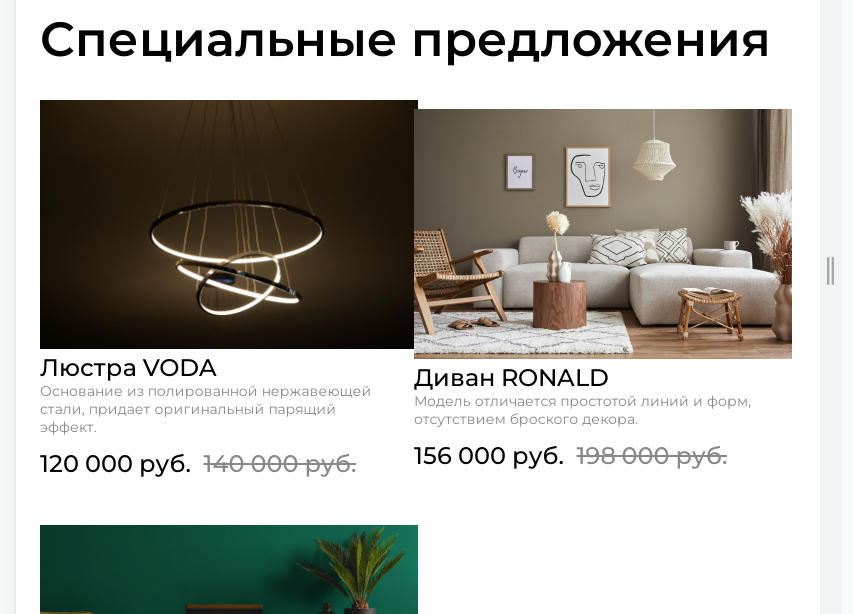 Специальные предложения
Люстра VODA
Основание из полированной нержавеющей
стали, придает оригинальный парящий
эффект.
120 000 руб. 140 000 руб.
Диван RONALD
Модель отличается простотой линий и форм,
отсутствием броского декора.
156 000 руб. 198 000 руб.